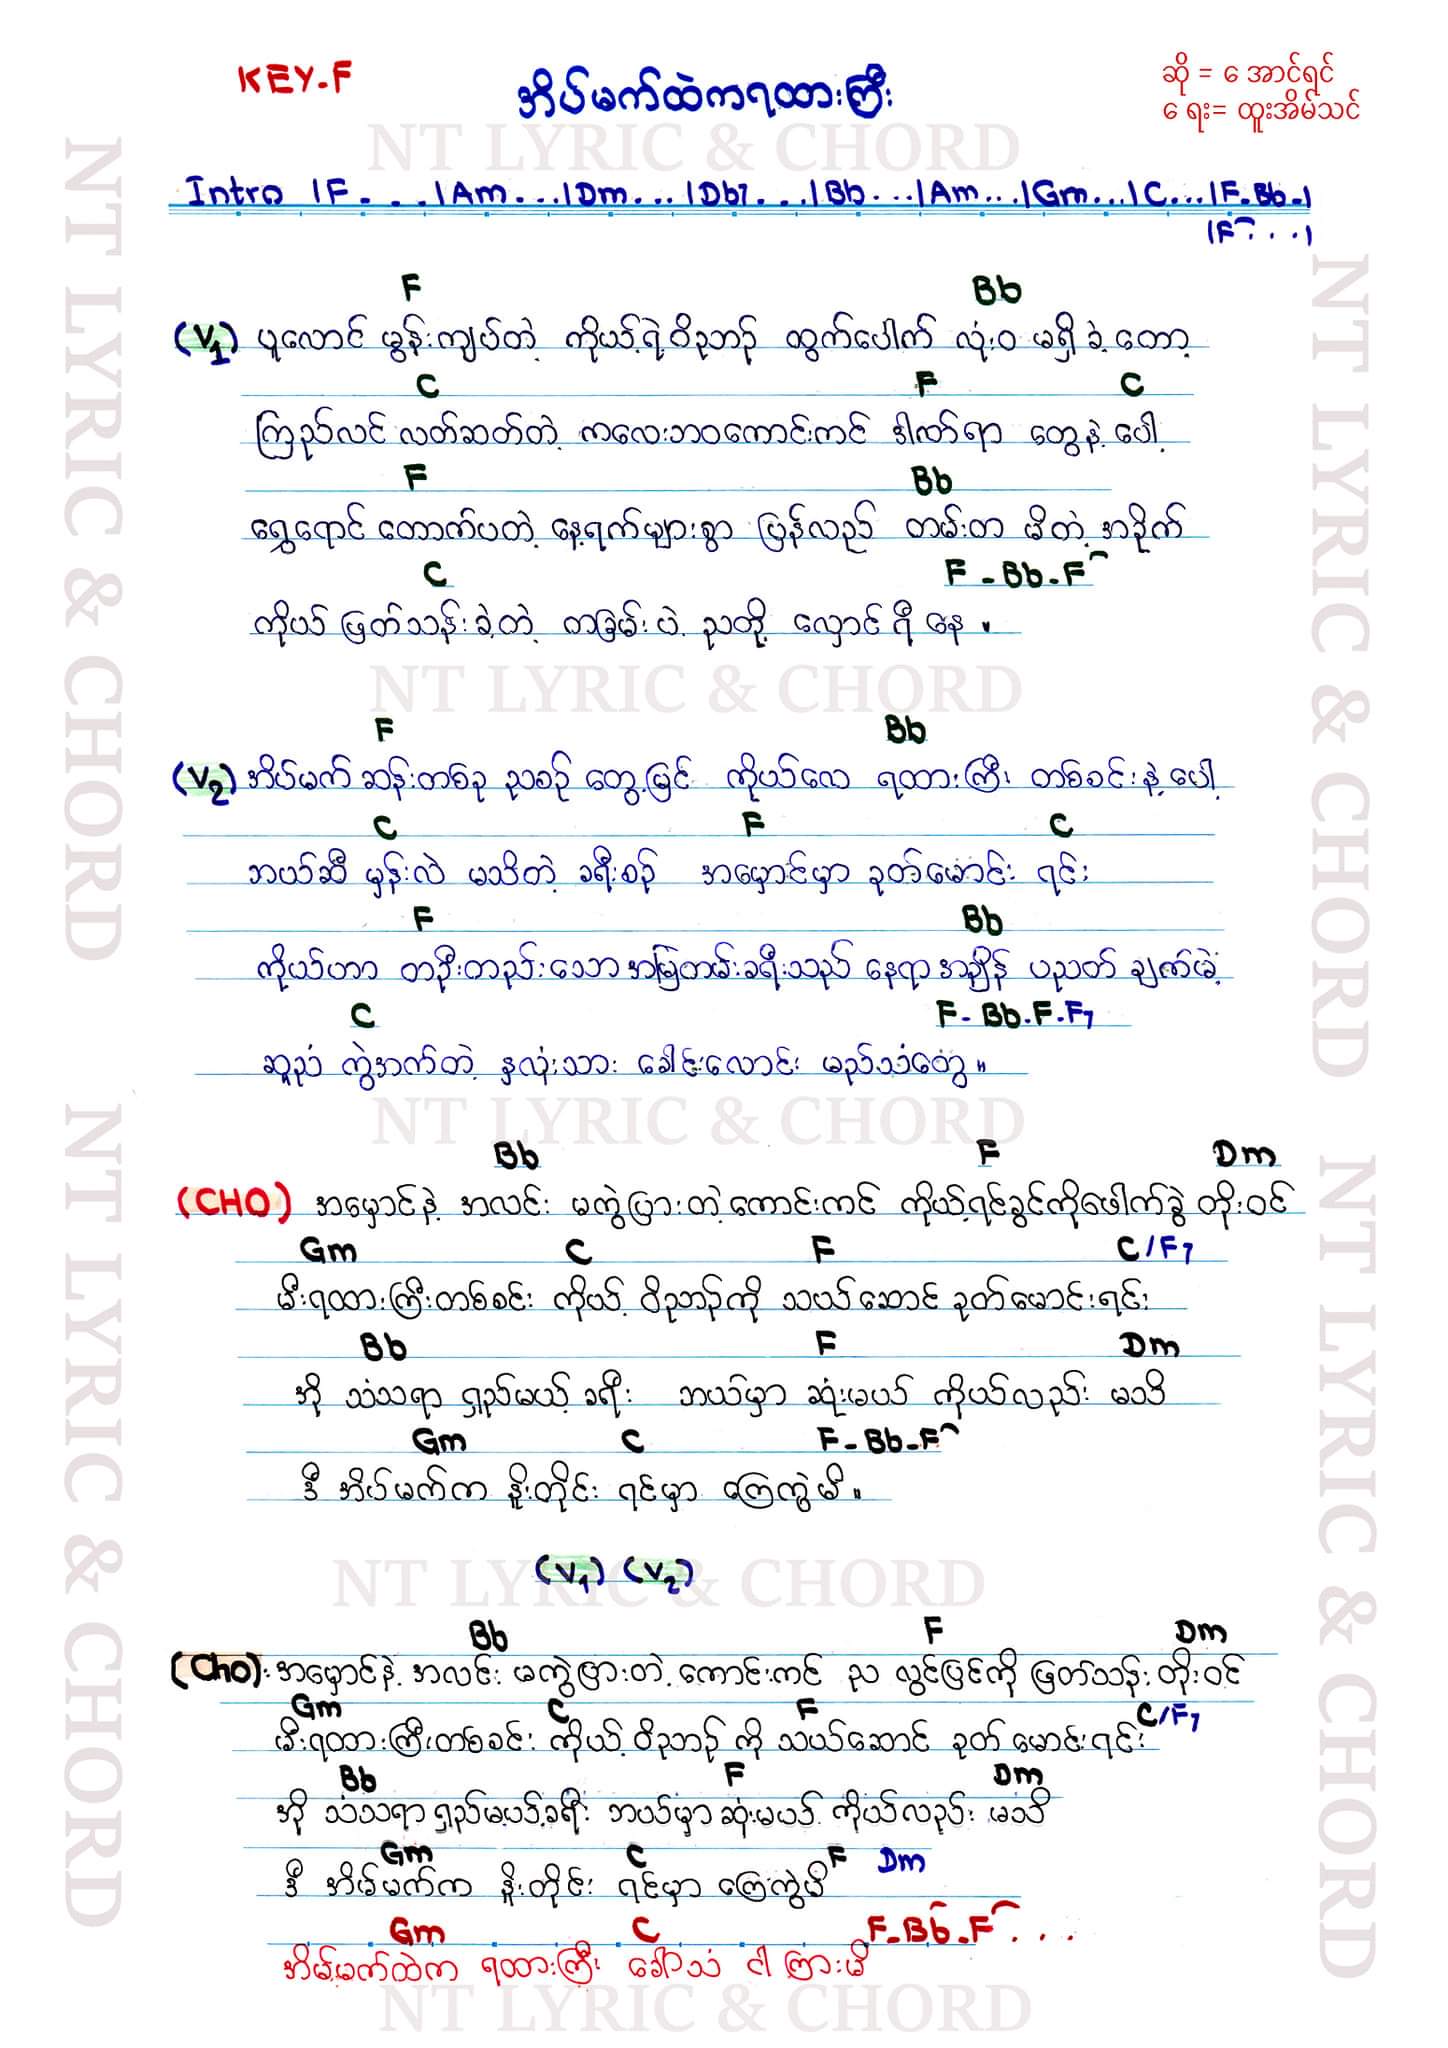 KEY-F
အိပ်မက်ထဲကရထားကြီး
ဆို = အောင်ရင်
ရေး= ထူးအိမ်သင်
NT LYRIC & CHORD
Intro |F....|Am...|Dm...|Db7...|Bb...|Am...|Gm...|C...|F-Bb-|
|F....|
F Bb
(V1) ပူလောင် မွန်းကျပ်တဲ့ ကိုယ့်ရဲ့ဝိဉာဉ် ထွက်ပေါက် လုံးဝ မရှိခဲ့တော့
C F C
ကြည်လင် လတ်ဆတ်တဲ့ ကလေးဘဝကောင်းကင် ဒါဏ်ရာ တွေနဲ့ပေါ့
F Bb
ရွှေရောင် တောက်ပတဲ့ နေ့ရက်များစွာ ပြန်လည် တမ်းတ မိတဲ့ အခိုက်
C F - Bb - F
ကိုယ် ဖြတ်သန်းခဲ့တဲ့ ကခြမ်းပဲ့ ညတို့ လှောင်ရီနေ ။
NT LYRIC & CHORD
F Bb
(V2) အိပ်မက် ဆန်းတစ်ခု ညစဉ် တွေ့မြင် ကိုယ်လေ ရထားကြီး တစ်စင်းနဲ့ပေါ့
C F C
ဘယ်ဆီ မှန်းလဲ မသိတဲ့ ခရီးစဉ် အမှောင်မှာ ခုတ်မောင်း ရင်း
F Bb
ကိုယ်ဟာ တဦးတည်းသော အမြဲတမ်းခရီးသည် နေရာ အချိန် ပညတ် ချက်မဲ့
C F- Bb-F-F7
ဆူညံ ကွဲအက်တဲ့ နှလုံးသား ခေါင်းလောင်း မည်သံတွေ ။
NT LYRIC & CHORD
Bb F Dm
(CHO) အမှောင်နဲ့ အလင်း မကွဲပြားတဲ့ ကောင်းကင် ကိုယ့်ရင်ခွင်ကိုဖေါက်ခွဲ တိုးဝင်
Gm C F C/F7
မီးရထားကြီးတစ်စင်း ကိုယ့် ဝိဉာဉ်ကို သယ်ဆောင် ခုတ်မောင်းရင်း
Bb F Dm
အို သံသရာ ရှည်မယ့် ခရီး ဘယ်မှာ ဆုံးမယ် ကိုယ်လည်း မသိ
Gm C F-Bb-F
ဒီ အိပ်မက်က နိုးတိုင်း ရင်မှာ ကြေကွဲမိ ။
(V1) (V2)
NT LYRIC & CHORD
Bb F Dm
(Cho): အမှောင်နဲ့ အလင်း မကွဲပြားတဲ့ ကောင်းကင် ည လွင်ပြင်ကို ဖြတ်သန်း တိုးဝင်
Gm C F C/F7
မီးရထားကြီးတစ်စင်း ကိုယ့် ဝိဉာဉ် ကို သယ်ဆောင် ခုတ် မောင်းရင်း
Bb F Dm
အို သံသရာ ရှည်မယ့်ခရီး ဘယ်မှာ ဆုံးမယ် ကိုယ်လည်း မသိ
Gm C F Dm
ဒီ အိပ်မက်က နိုးတိုင်း ရင်မှာ ကြေကွဲမိ
Gm C F-Bb-F...
အိပ်မက်ထဲက ရထားကြီး ခေါ်သံ ငါ ကြားမိ
NT LYRIC & CHORD
NT LYRIC & CHORD
NT LYRIC & CHORD
NT LYRIC & CHORD
NT LYRIC & CHORD